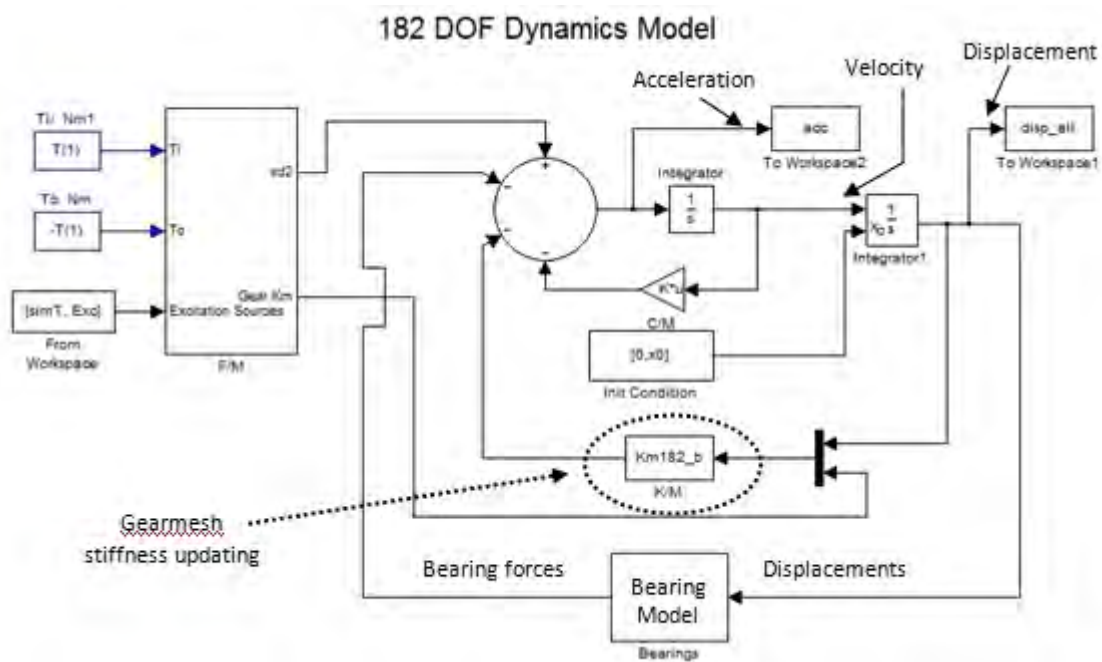 182 DOF Dynamics Model
Displacement
Velocity
Acceleration
Ti/ Nm1
T(1)
Ti
acc
To Workspace2
disp_all
To Workspace1
xd2
Integrator
1
s
To Nm
-T(1)
To
1
s
xo
Integrator1
[simT, Exc]
From
Workspace
Excitation Sources
Gear Km
F/M
K*u
C/M
[0,x0]
Init Condition
Km182_b
K/M
Gearmesh
stiffness updating
Bearing forces
Displacements
Bearing
Model
Bearings